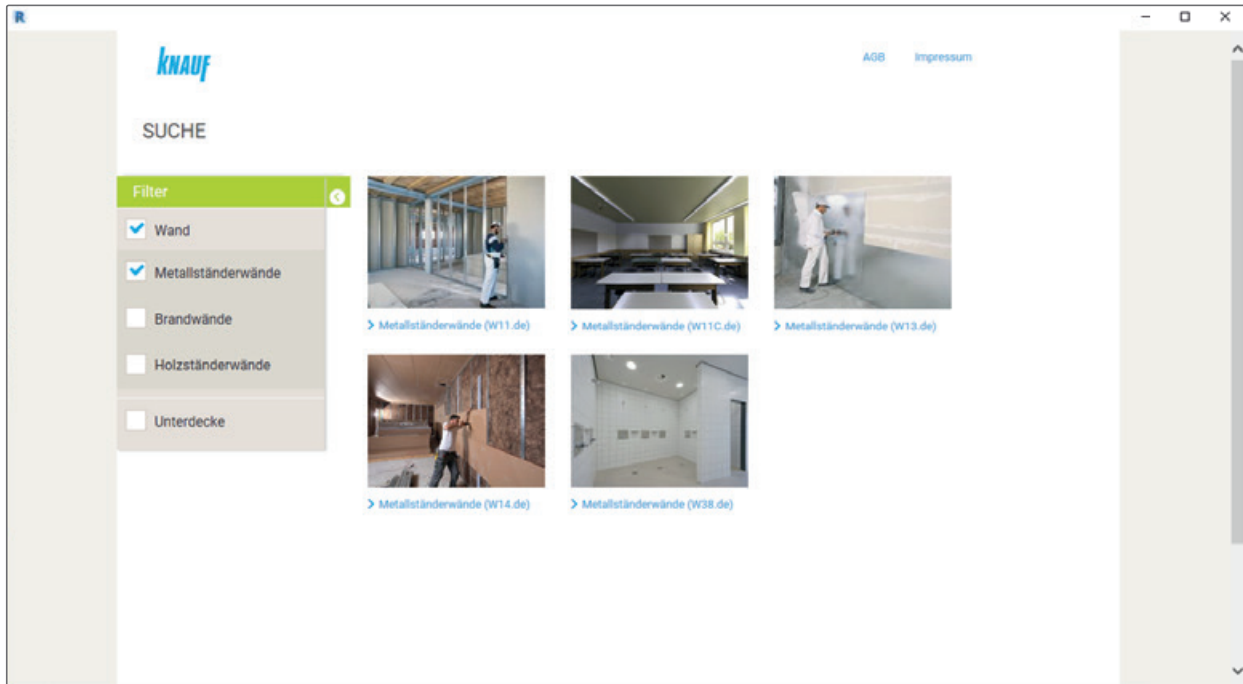 R
KNAUF
AGB Impressum
SUCHE
Filter
Wand
Metallständerwände
Brandwände
Holzständerwände
Unterdecke
Metallständerwände (W11.de)
Metallständerwände (W11C.de)
Metallständerwände (W13.de)
Metallständerwände (W14.de)
Metallständerwände (W38.de)